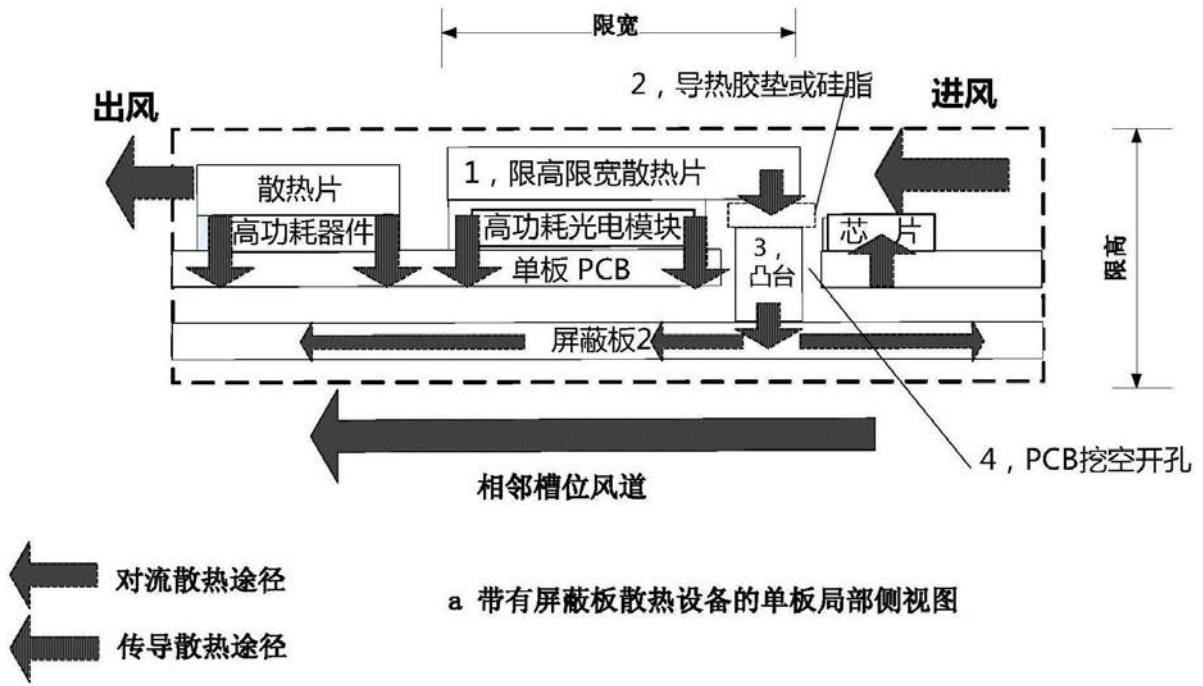 限宽
2，导热胶垫或硅脂
出风
进风
散热片
1，限高限宽散热片
高功耗器件
高功耗光电模块
芯 片
3，
凸台
限高
单板 PCB
屏蔽板2
4，PCB挖空开孔
相邻槽位风道
对流散热途径
a 带有屏蔽板散热设备的单板局部侧视图
传导散热途径